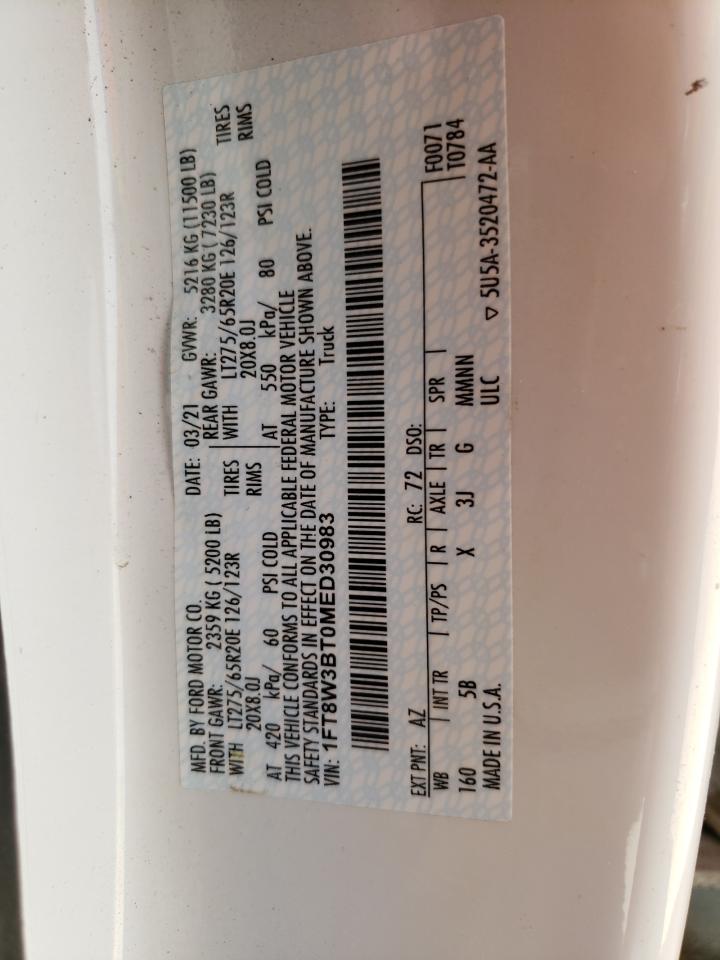 MFD. BY FORD MOTOR CO.
DATE: 03/21 GVWR: 5216 KG (11500 LB)
FRONT GAWR: 2359 KG ( 5200 LB) REAR GAWR: 3280 KG ( 7230 LB)
WITH LT275/65R20E 126/123R TIRES WITH LT275/65R20E 126/123R TIRES
20X8.0J RIMS 20X8.0J RIMS
AT 420 kPa/ 60 PSI COLD AT 550 kPa/ 80 PSI COLD
THIS VEHICLE CONFORMS TO ALL APPLICABLE FEDERAL MOTOR VEHICLE
SAFETY STANDARDS IN EFFECT ON THE DATE OF MANUFACTURE SHOWN ABOVE.
VIN: 1FT8W3BT0MED30983 TYPE: Truck
EXT PNT: AZ RC: 72 DSO: F0071
WB INT TR TP/PS R AXLE TR SPR T0784
160 5B X 3J G MMMNN
MADE IN U.S.A. ULC ▽ 5U5A-3520472-AA